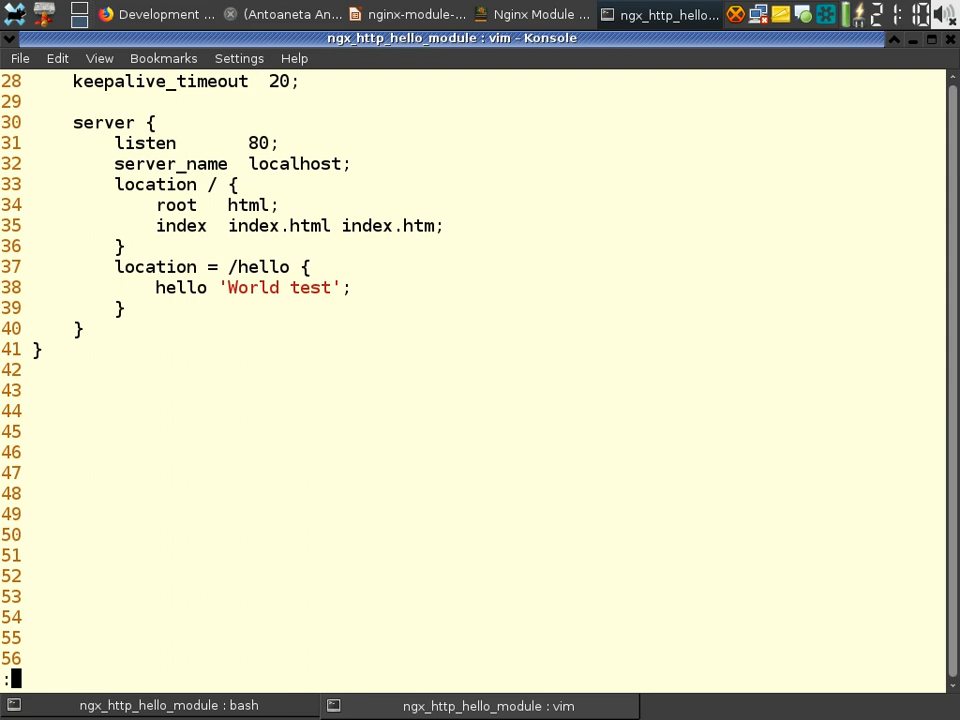 Development ... (Antoaneta An... nginx-module-... Nginx Module ... ngx_http_hello... 21:10
ngx_http_hello_module : vim - Konsole
File Edit View Bookmarks Settings Help
28     keepalive_timeout  20;
29
30     server {
31         listen       80;
32         server_name  localhost;
33         location / {
34             root   html;
35             index  index.html index.htm;
36         }
37         location = /hello {
38             hello 'World test';
39         }
40     }
41 }
42
43
44
45
46
47
48
49
50
51
52
53
54
55
56
:
ngx_http_hello_module : bash ngx_http_hello_module : vim